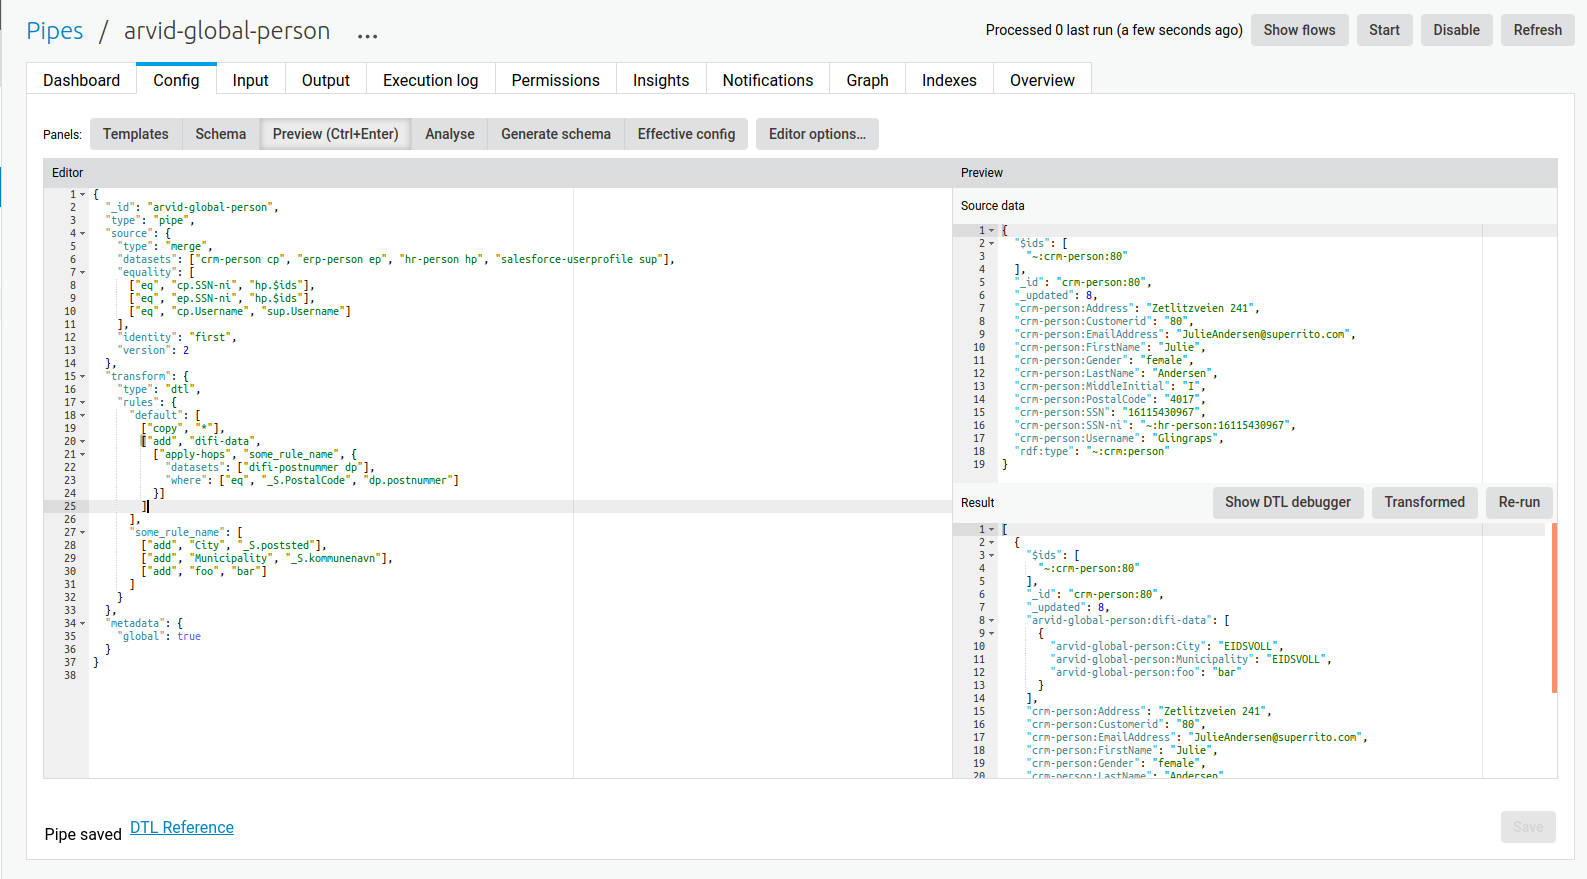 Pipes / arvid-global-person ...
Processed 0 last run (a few seconds ago) Show flows Start Disable Refresh
Dashboard Config Input Output Execution log Permissions Insights Notifications Graph Indexes Overview
Panels: Templates Schema Preview (Ctrl+Enter) Analyse Generate schema Effective config Editor options...
Editor
1 {
2 "_id": "arvid-global-person",
3 "type": "pipe",
4 "source": {
5 "type": "merge",
6 "datasets": ["crm-person cp", "erp-person ep", "hr-person hp", "salesforce-userprofile sup"],
7 "equality": [
8 ["eq", "cp.SSN-ni", "hp.$ids"],
9 ["eq", "ep.SSN-ni", "hp.$ids"],
10 ["eq", "cp.Username", "sup.Username"]
11 ],
12 "identity": "first",
13 "version": 2
14 },
15 "transform": {
16 "type": "dtl",
17 "rules": {
18 "default": [
19 ["copy", "*"],
20 ["add", "difi-data",
21 ["apply-hops", "some_rule_name", {
22 "datasets": ["difi-postnummer dp"],
23 "where": ["eq", "_S.PostalCode", "dp.postnummer"]
24 }]
25 ]
26 ],
27 "some_rule_name": [
28 ["add", "City", "_S.poststed"],
29 ["add", "Municipality", "_S.kommunenavn"],
30 ["add", "foo", "bar"]
31 ]
32 }
33 },
34 "metadata": {
35 "global": true
36 }
37 }
38
Preview
Source data
1 {
2 "$ids": [
3 "~:crm-person:80"
4 ],
5 "_id": "crm-person:80",
6 "_updated": 8,
7 "crm-person:Address": "Zetlitzveien 241",
8 "crm-person:Customerid": "80",
9 "crm-person:EmailAddress": "JulieAndersen@superrito.com",
10 "crm-person:FirstName": "Julie",
11 "crm-person:Gender": "female",
12 "crm-person:LastName": "Andersen",
13 "crm-person:MiddleInitial": "I",
14 "crm-person:PostalCode": "4017",
15 "crm-person:SSN": "16115430967",
16 "crm-person:SSN-ni": "~:hr-person:16115430967",
17 "crm-person:Username": "Glingraps",
18 "rdf:type": "~:crm:person"
19 }
Result Show DTL debugger Transformed Re-run
1 [
2 {
3 "$ids": [
4 "~:crm-person:80"
5 ],
6 "_id": "crm-person:80",
7 "_updated": 8,
8 "arvid-global-person:difi-data": [
9 {
10 "arvid-global-person:City": "EIDSVOLL",
11 "arvid-global-person:Municipality": "EIDSVOLL",
12 "arvid-global-person:foo": "bar"
13 }
14 ],
15 "crm-person:Address": "Zetlitzveien 241",
16 "crm-person:Customerid": "80",
17 "crm-person:EmailAddress": "JulieAndersen@superrito.com",
18 "crm-person:FirstName": "Julie",
19 "crm-person:Gender": "female",
20 "crm-person:LastName": "Andersen"
Pipe saved DTL Reference
Save